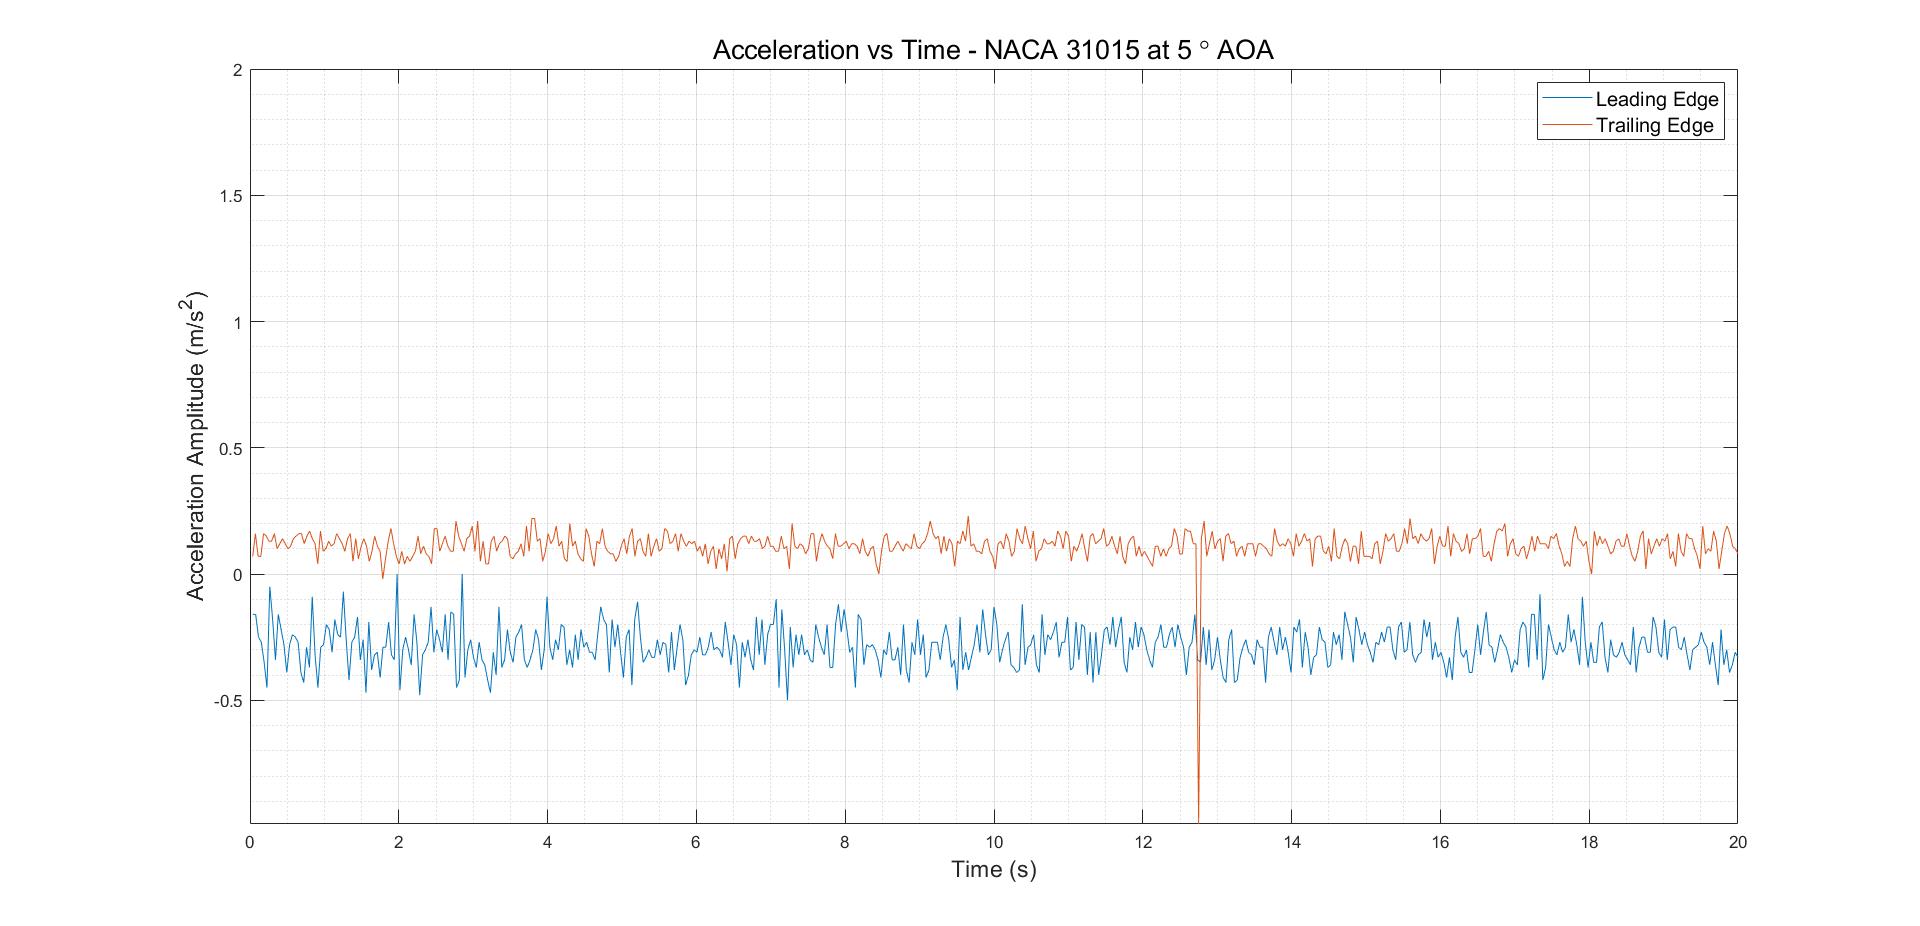 Acceleration vs Time - NACA 31015 at 5 ° AOA
Leading Edge
Trailing Edge
Acceleration Amplitude (m/s²)
2
1.5
1
0.5
0
-0.5
0 2 4 6 8 10 12 14 16 18 20
Time (s)